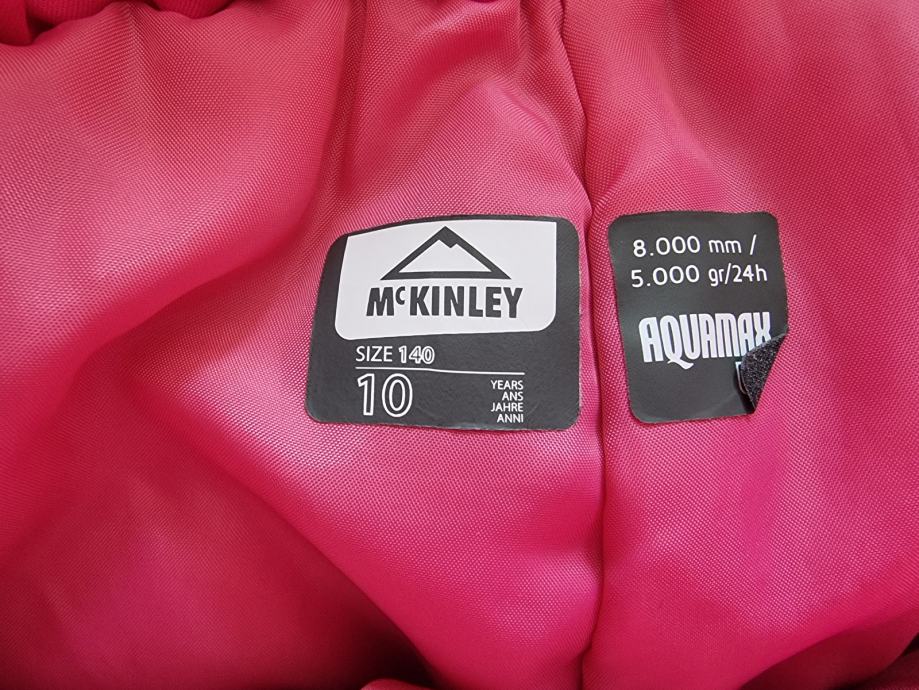 McKINLEY
SIZE 140
10
YEARS
ANS
JAHRE
ANNI
8.000 mm /
5.000 gr/24h
AQUAMAX